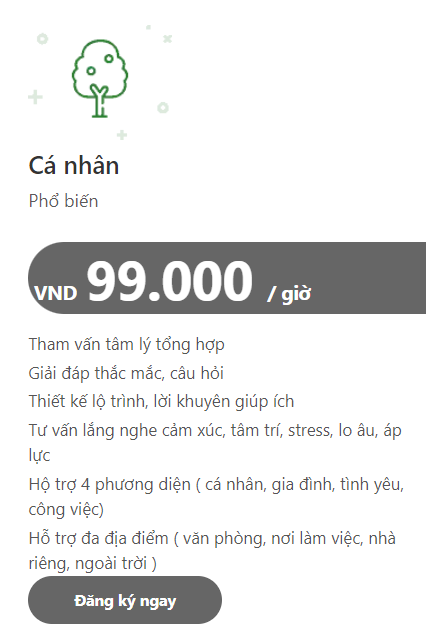 Cá nhân
Phổ biến
VND 99.000 / giờ
Tham vấn tâm lý tổng hợp
Giải đáp thắc mắc, câu hỏi
Thiết kế lộ trình, lời khuyên giúp ích
Tư vấn lắng nghe cảm xúc, tâm trí, stress, lo âu, áp
lực
Hộ trợ 4 phương diện ( cá nhân, gia đình, tình yêu,
công việc)
Hỗ trợ đa địa điểm ( văn phòng, nơi làm việc, nhà
riêng, ngoài trời )
Đăng ký ngay